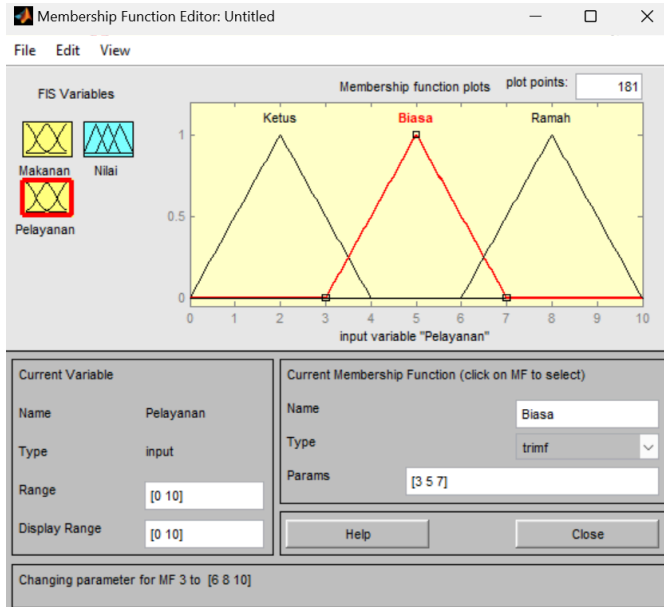 Membership Function Editor: Untitled
File Edit View
FIS Variables
Makanan
Nilai
Pelayanan
Membership function plots
plot points:
181
Ketus
Biasa
Ramah
1
0.5
0
0 1 2 3 4 5 6 7 8 9 10
input variable "Pelayanan"
Current Variable
Name Pelayanan
Type input
Range [0 10]
Display Range [0 10]
Current Membership Function (click on MF to select)
Name Biasa
Type trimf
Params [3 5 7]
Help Close
Changing parameter for MF 3 to [6 8 10]